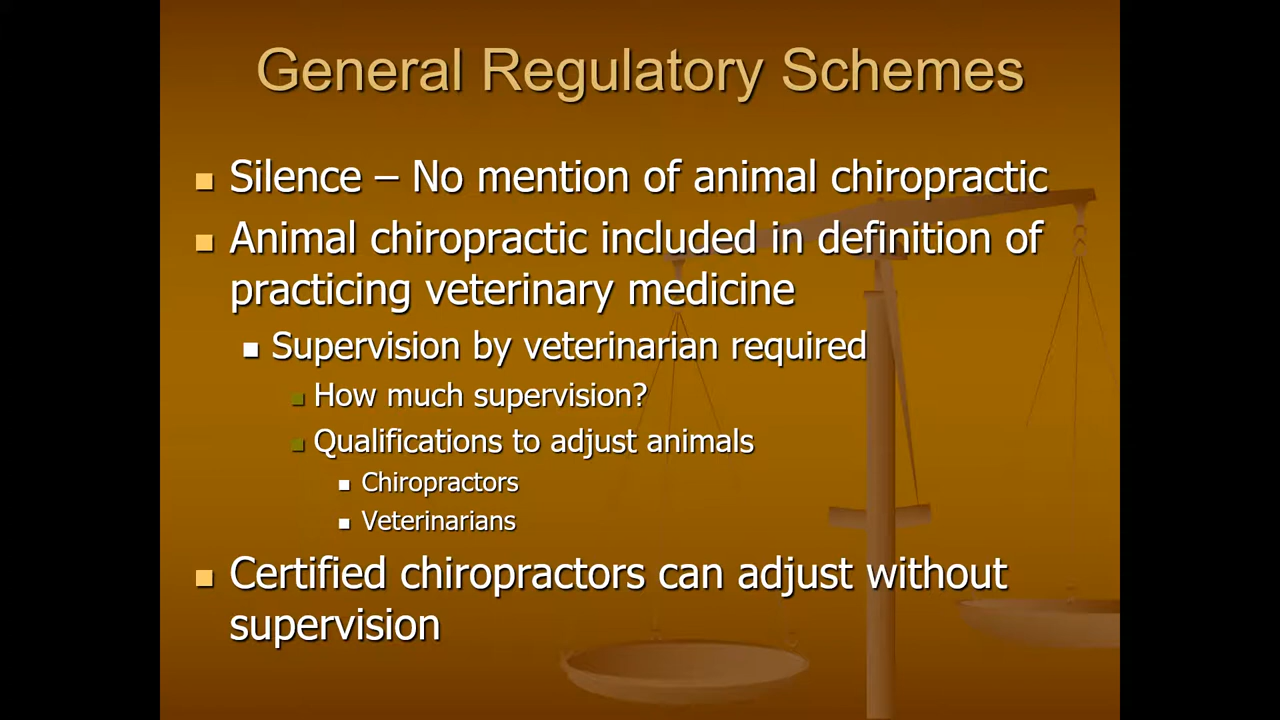 General Regulatory Schemes
Silence – No mention of animal chiropractic
Animal chiropractic included in definition of
practicing veterinary medicine
Supervision by veterinarian required
How much supervision?
Qualifications to adjust animals
Chiropractors
Veterinarians
Certified chiropractors can adjust without
supervision